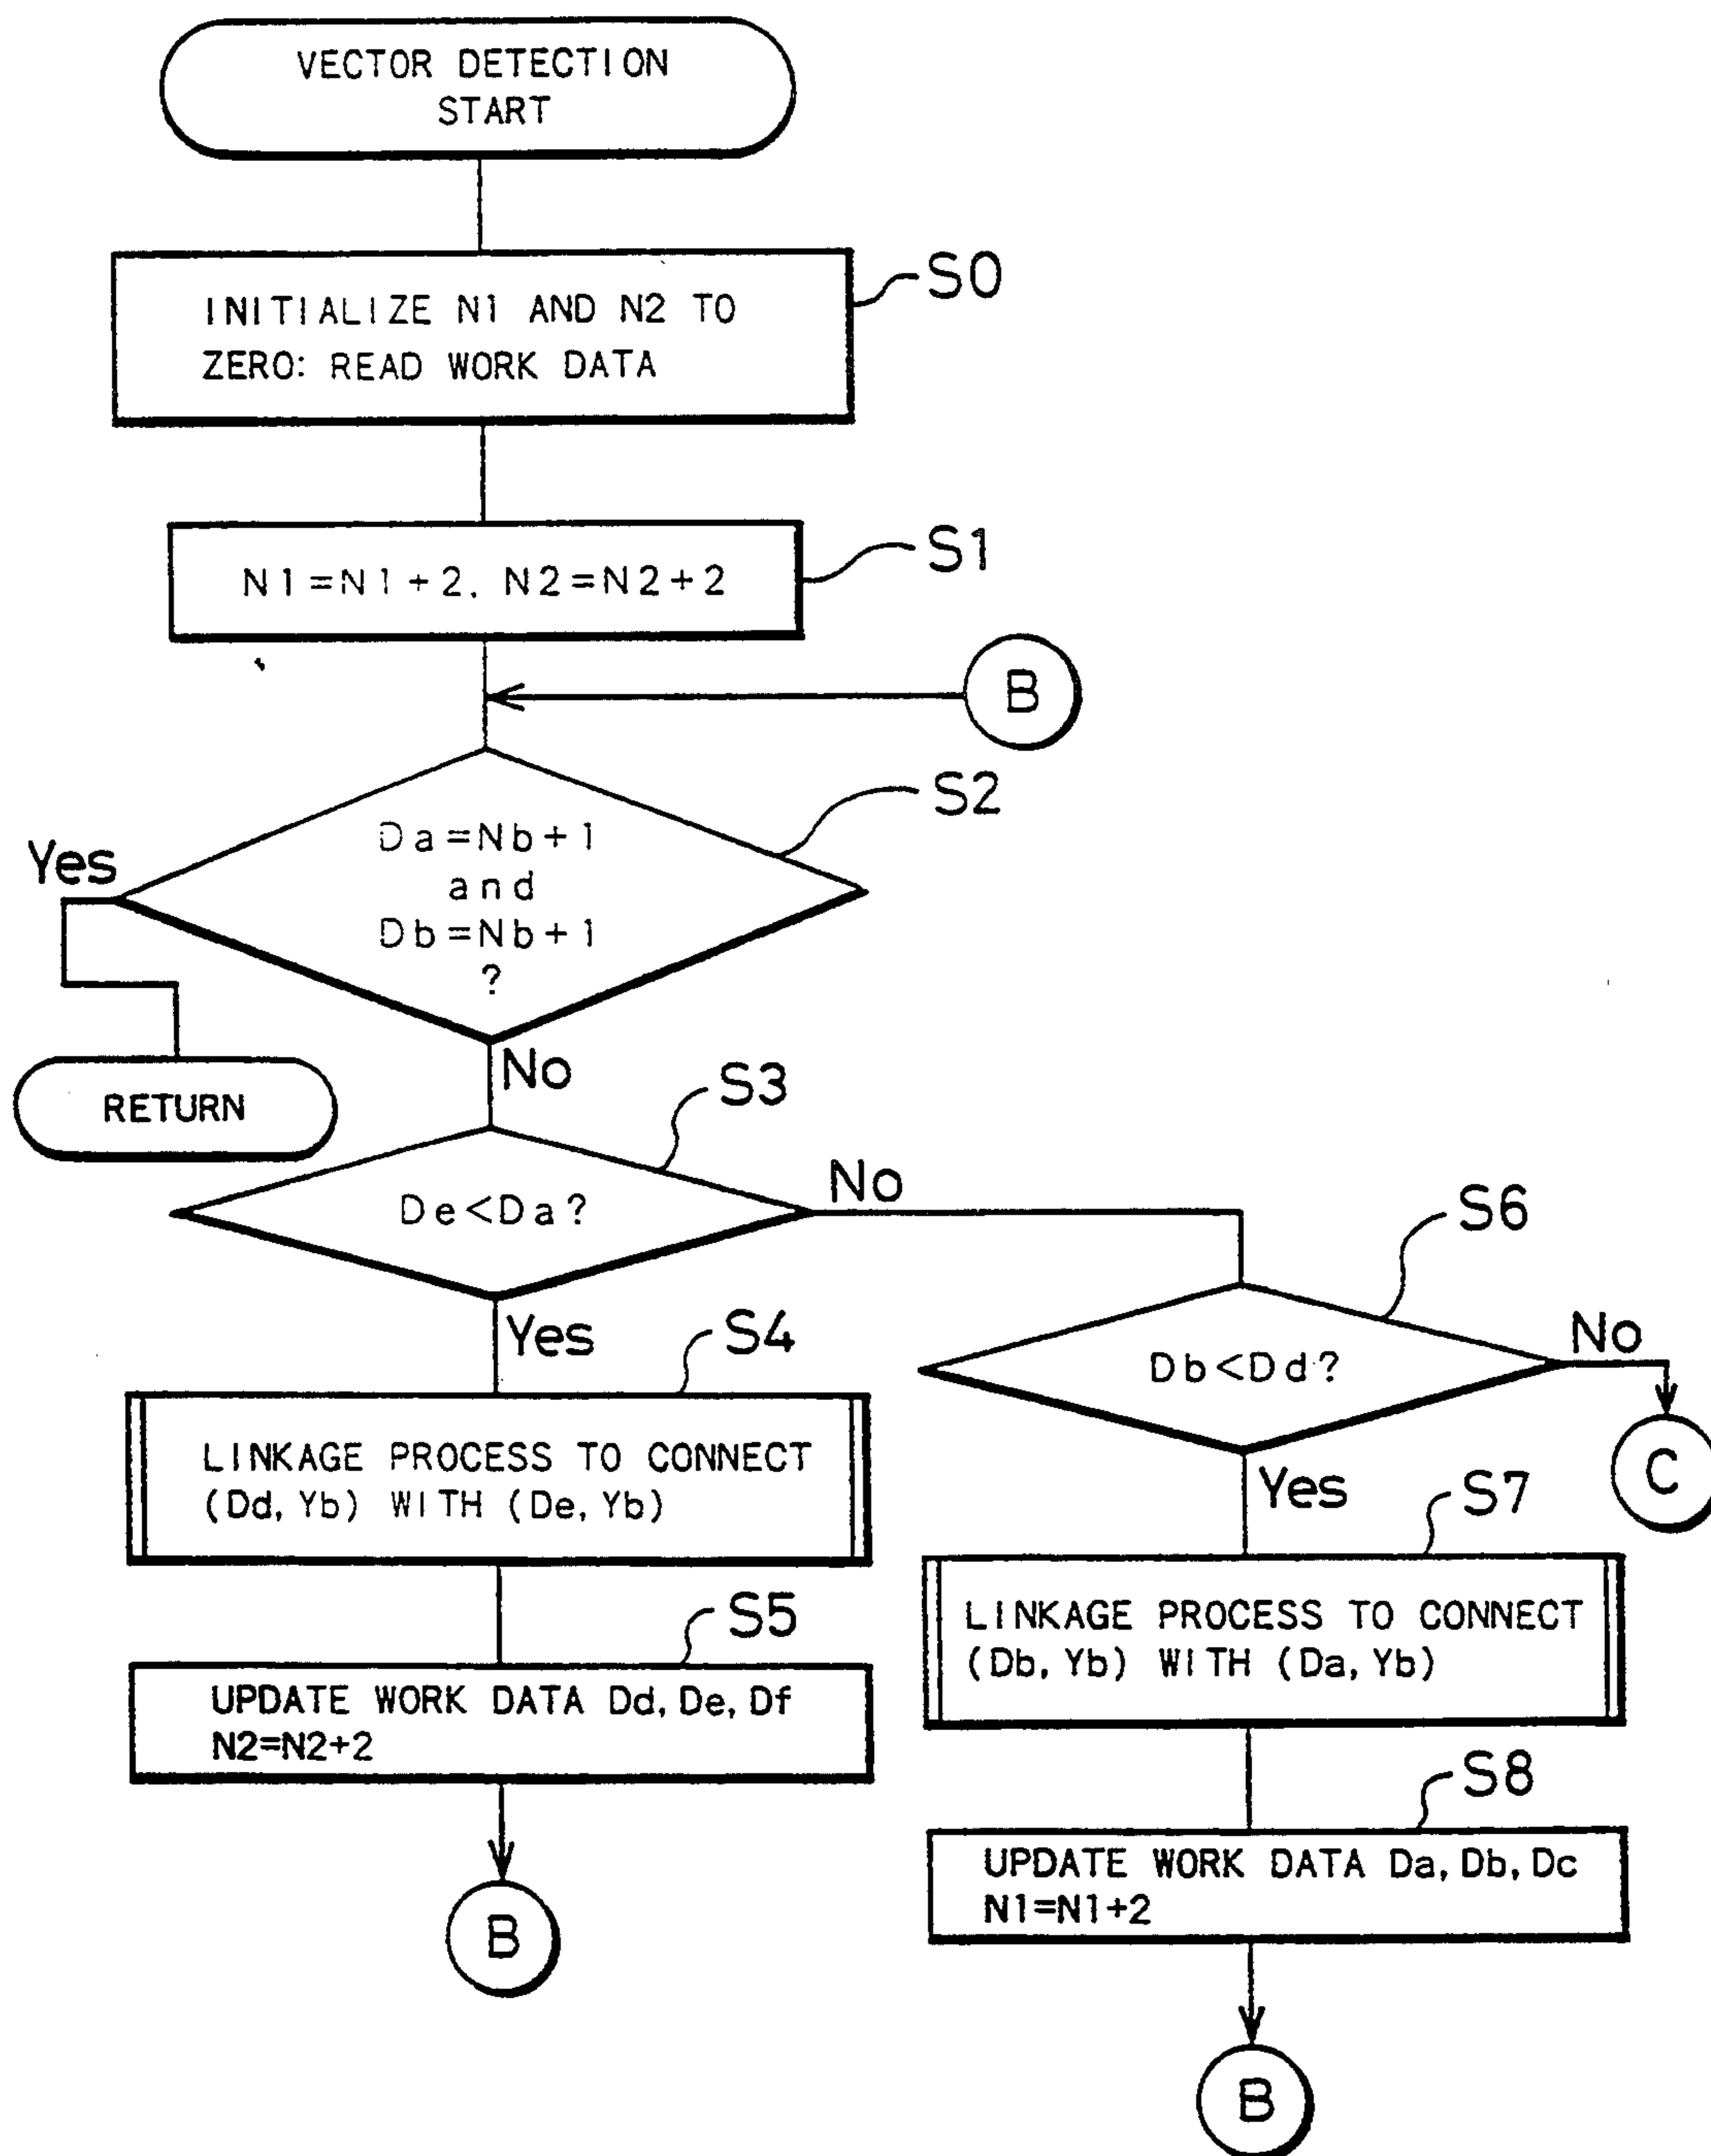 VECTOR DETECTION
START
INITIALIZE N1 AND N2 TO
ZERO: READ WORK DATA
S0
N1=N1+2, N2=N2+2
S1
B
S2
Da=Nb+1
and
Db=Nb+1
?
Yes
RETURN
No
S3
De<Da?
No
S6
Yes
Db<Dd?
No
C
S4
LINKAGE PROCESS TO CONNECT
(Dd, Yb) WITH (De, Yb)
Yes
S7
LINKAGE PROCESS TO CONNECT
(Db, Yb) WITH (Da, Yb)
S5
UPDATE WORK DATA Dd, De, Df
N2=N2+2
B
S8
UPDATE WORK DATA Da, Db, Dc
N1=N1+2
B